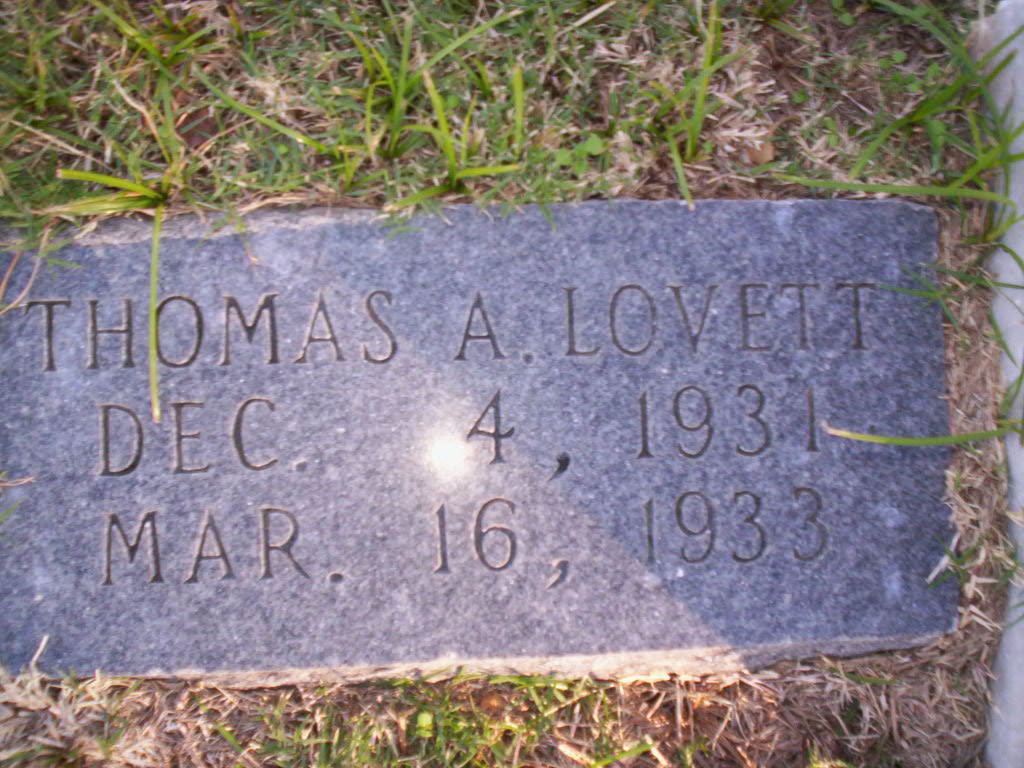 THOMAS A. LOVETT
DEC. 4, 1931
MAR. 16, 1933